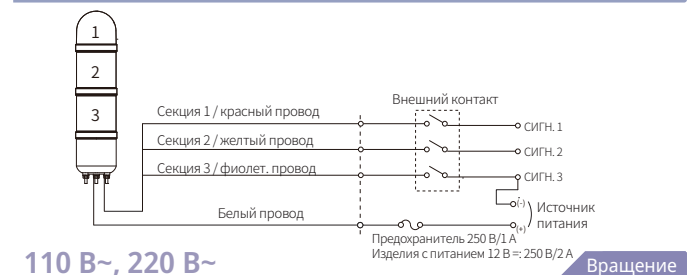 1
2
3
Внешний контакт
Секция 1 / красный провод
СИГН. 1
Секция 2 / желтый провод
СИГН. 2
Секция 3 / фиолет. провод
СИГН. 3
(-)
Источник
питания
Белый провод
(+)
Предохранитель 250 В/1 А
Изделия с питанием 12 В =: 250 В/2 А
110 В~, 220 В~
Вращение